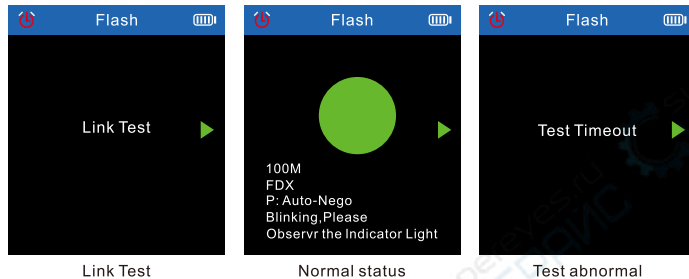 Flash
Link Test
Link Test
Flash
100M
FDX
P: Auto-Nego
Blinking,Please
Observr the Indicator Light
Normal status
Flash
Test Timeout
Test abnormal